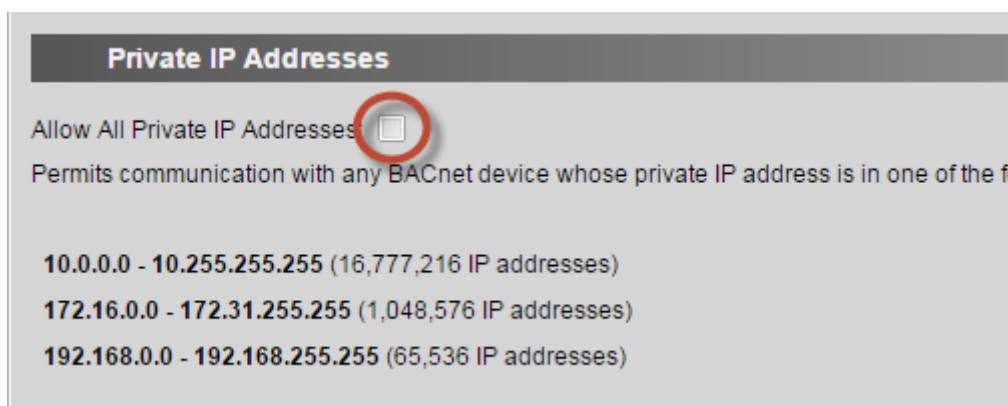 Private IP Addresses
Allow All Private IP Addresses
Permits communication with any BACnet device whose private IP address is in one of the
10.0.0.0 - 10.255.255.255 (16,777,216 IP addresses)
172.16.0.0 - 172.31.255.255 (1,048,576 IP addresses)
192.168.0.0 - 192.168.255.255 (65,536 IP addresses)